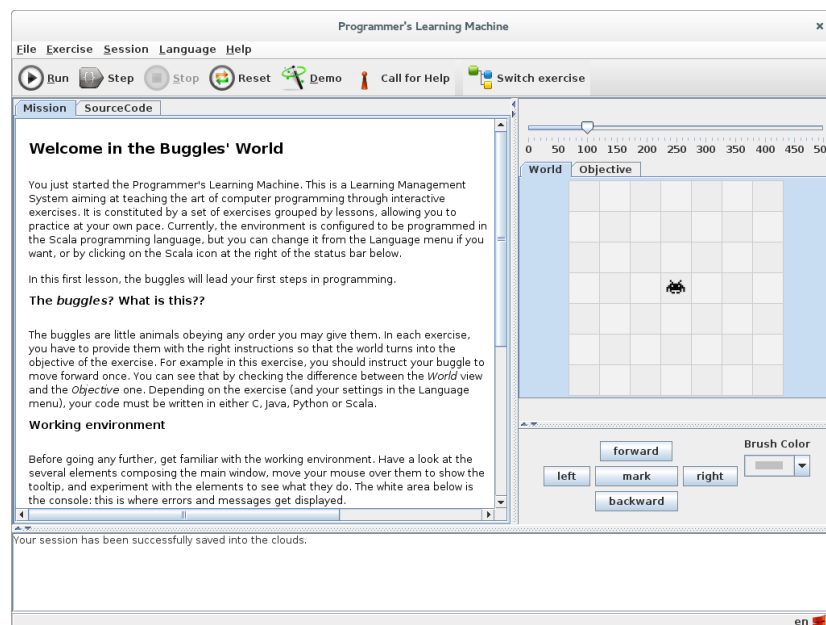 Programmer's Learning Machine
File Exercise Session Language Help
Run Step Stop Reset Demo Call for Help Switch exercise
Mission SourceCode
Welcome in the Buggles' World
You just started the Programmer's Learning Machine. This is a Learning Management
System aiming at teaching the art of computer programming through interactive
exercises. It is constituted by a set of exercises grouped by lessons, allowing you to
practice at your own pace. Currently, the environment is configured to be programmed in
the Scala programming language, but you can change it from the Language menu if you
want, or by clicking on the Scala icon at the right of the status bar below.
In this first lesson, the buggles will lead your first steps in programming.
The buggles? What is this??
The buggles are little animals obeying any order you may give them. In each exercise,
you have to provide them with the right instructions so that the world turns into the
objective of the exercise. For example in this exercise, you should instruct your buggle to
move forward once. You can see that by checking the difference between the World view
and the Objective one. Depending on the exercise (and your settings in the Language
menu), your code must be written in either C, Java, Python or Scala.
Working environment
Before going any further, get familiar with the working environment. Have a look at the
several elements composing the main window, move your mouse over them to show the
tooltip, and experiment with the elements to see what they do. The white area below is
the console: this is where errors and messages get displayed.
0 50 100 150 200 250 300 350 400 450 50
World Objective
forward
left mark right
backward
Brush Color
Your session has been successfully saved into the clouds.
en